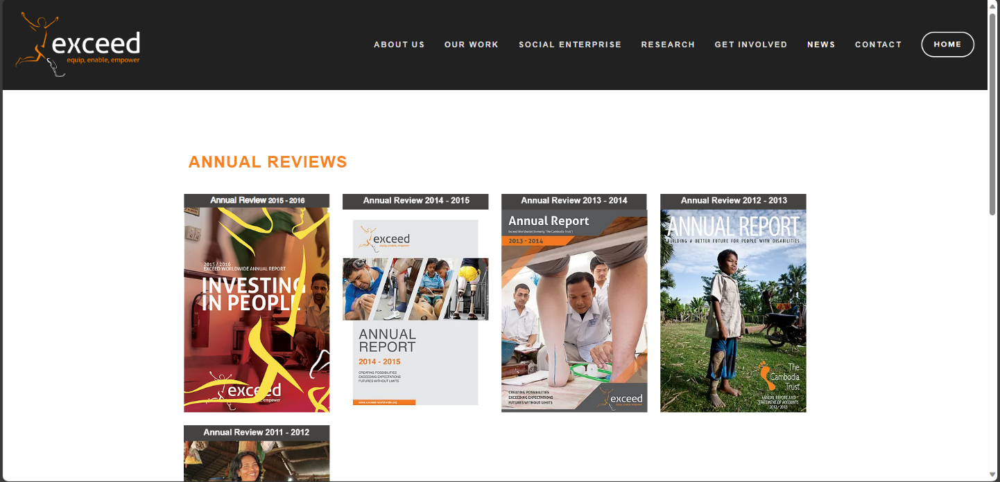 exceed
equip, enable, empower
ABOUT US
OUR WORK
SOCIAL ENTERPRISE
RESEARCH
GET INVOLVED
NEWS
CONTACT
HOME
ANNUAL REVIEWS
Annual Review 2015 - 2016
2015 / 2016
EXCEED WORLDWIDE ANNUAL REPORT
INVESTING
IN PEOPLE
exceed
empower
Annual Review 2014 - 2015
exceed
equip, enable, empower
ANNUAL
REPORT
2014 - 2015
CREATING POSSIBILITIES
EXCEEDING EXPECTATIONS
FUTURES WITHOUT LIMITS
www.exceed-worldwide.org
Annual Review 2013 - 2014
Annual Report
Exceed Worldwide (formerly 'The Cambodia Trust')
2013 - 2014
CREATING POSSIBILITIES
EXCEEDING EXPECTATIONS
FUTURES WITHOUT LIMITS
exceed
equip, enable, empower
Annual Review 2012 - 2013
ANNUAL REPORT
BUILDING A BETTER FUTURE FOR PEOPLE WITH DISABILITIES
The
Cambodia
Trust
ANNUAL REPORT AND
STATEMENT OF ACCOUNTS
2012 - 2013
Annual Review 2011 - 2012